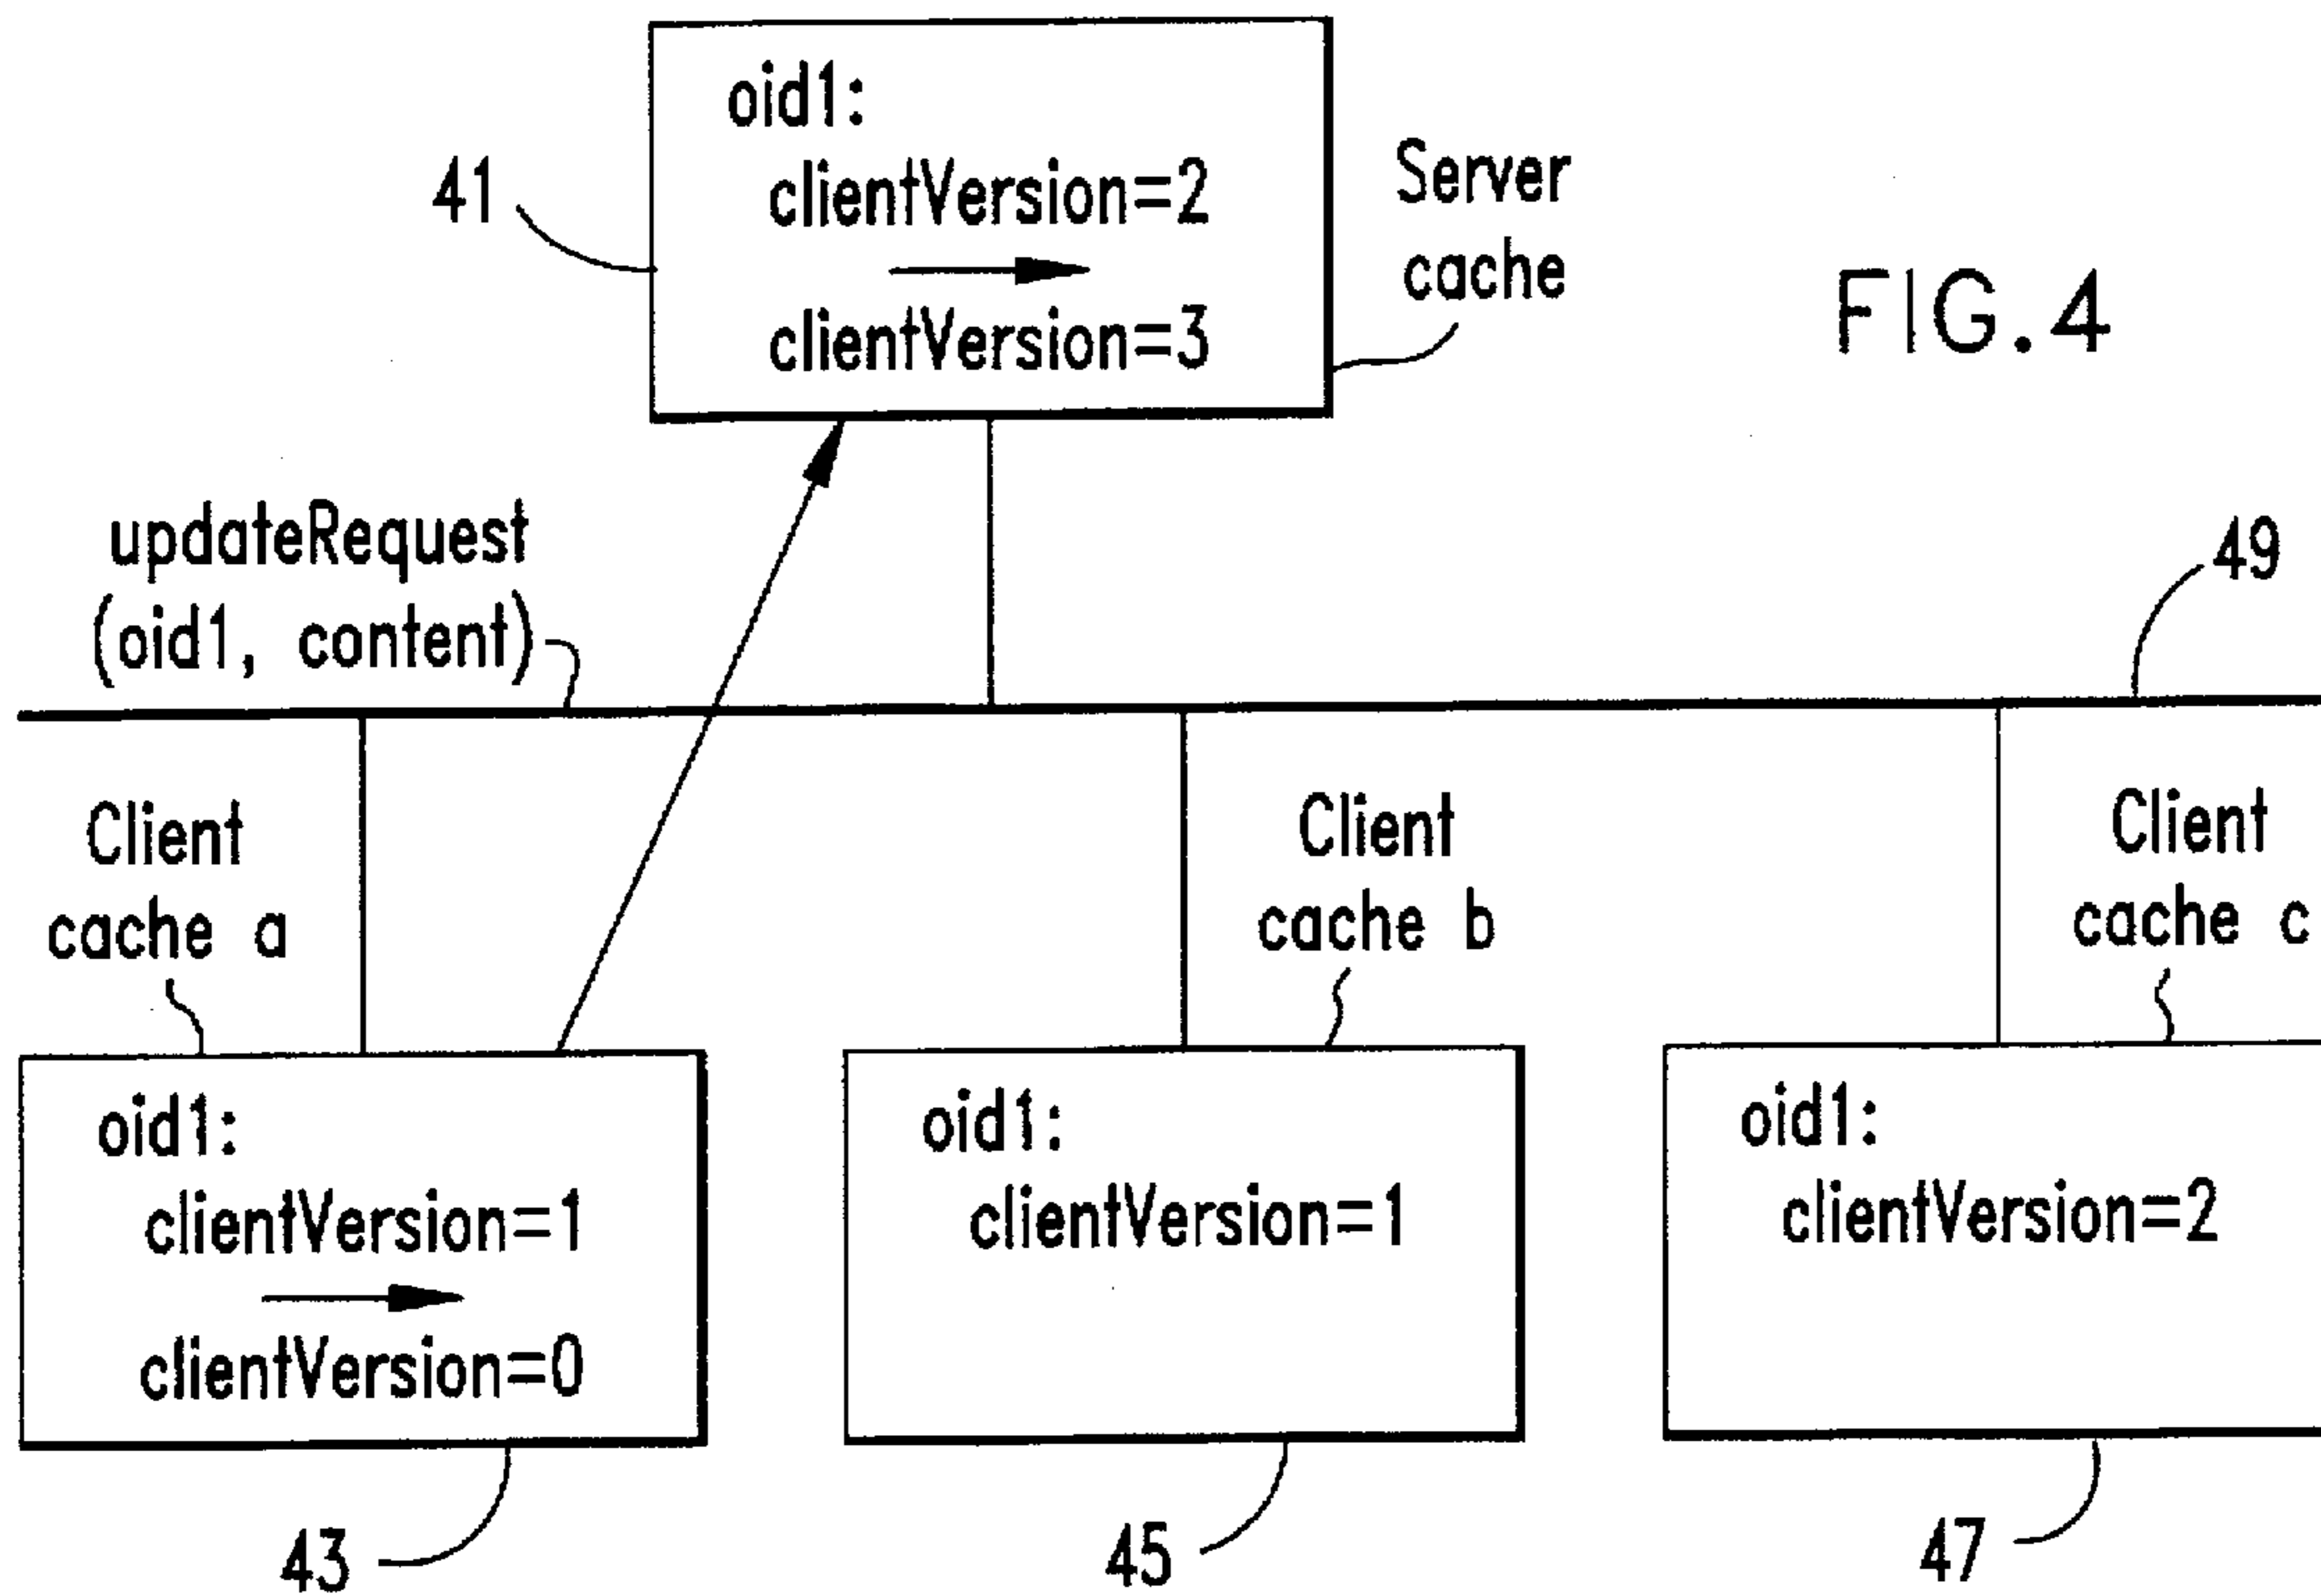 oid1:
clientVersion=2
clientVersion=3
41
Server
cache
FIG.4
updateRequest
(oid1, content)
49
Client
cache a
Client
cache b
Client
cache c
oid1:
clientVersion=1
clientVersion=0
oid1:
clientVersion=1
oid1:
clientVersion=2
43
45
47